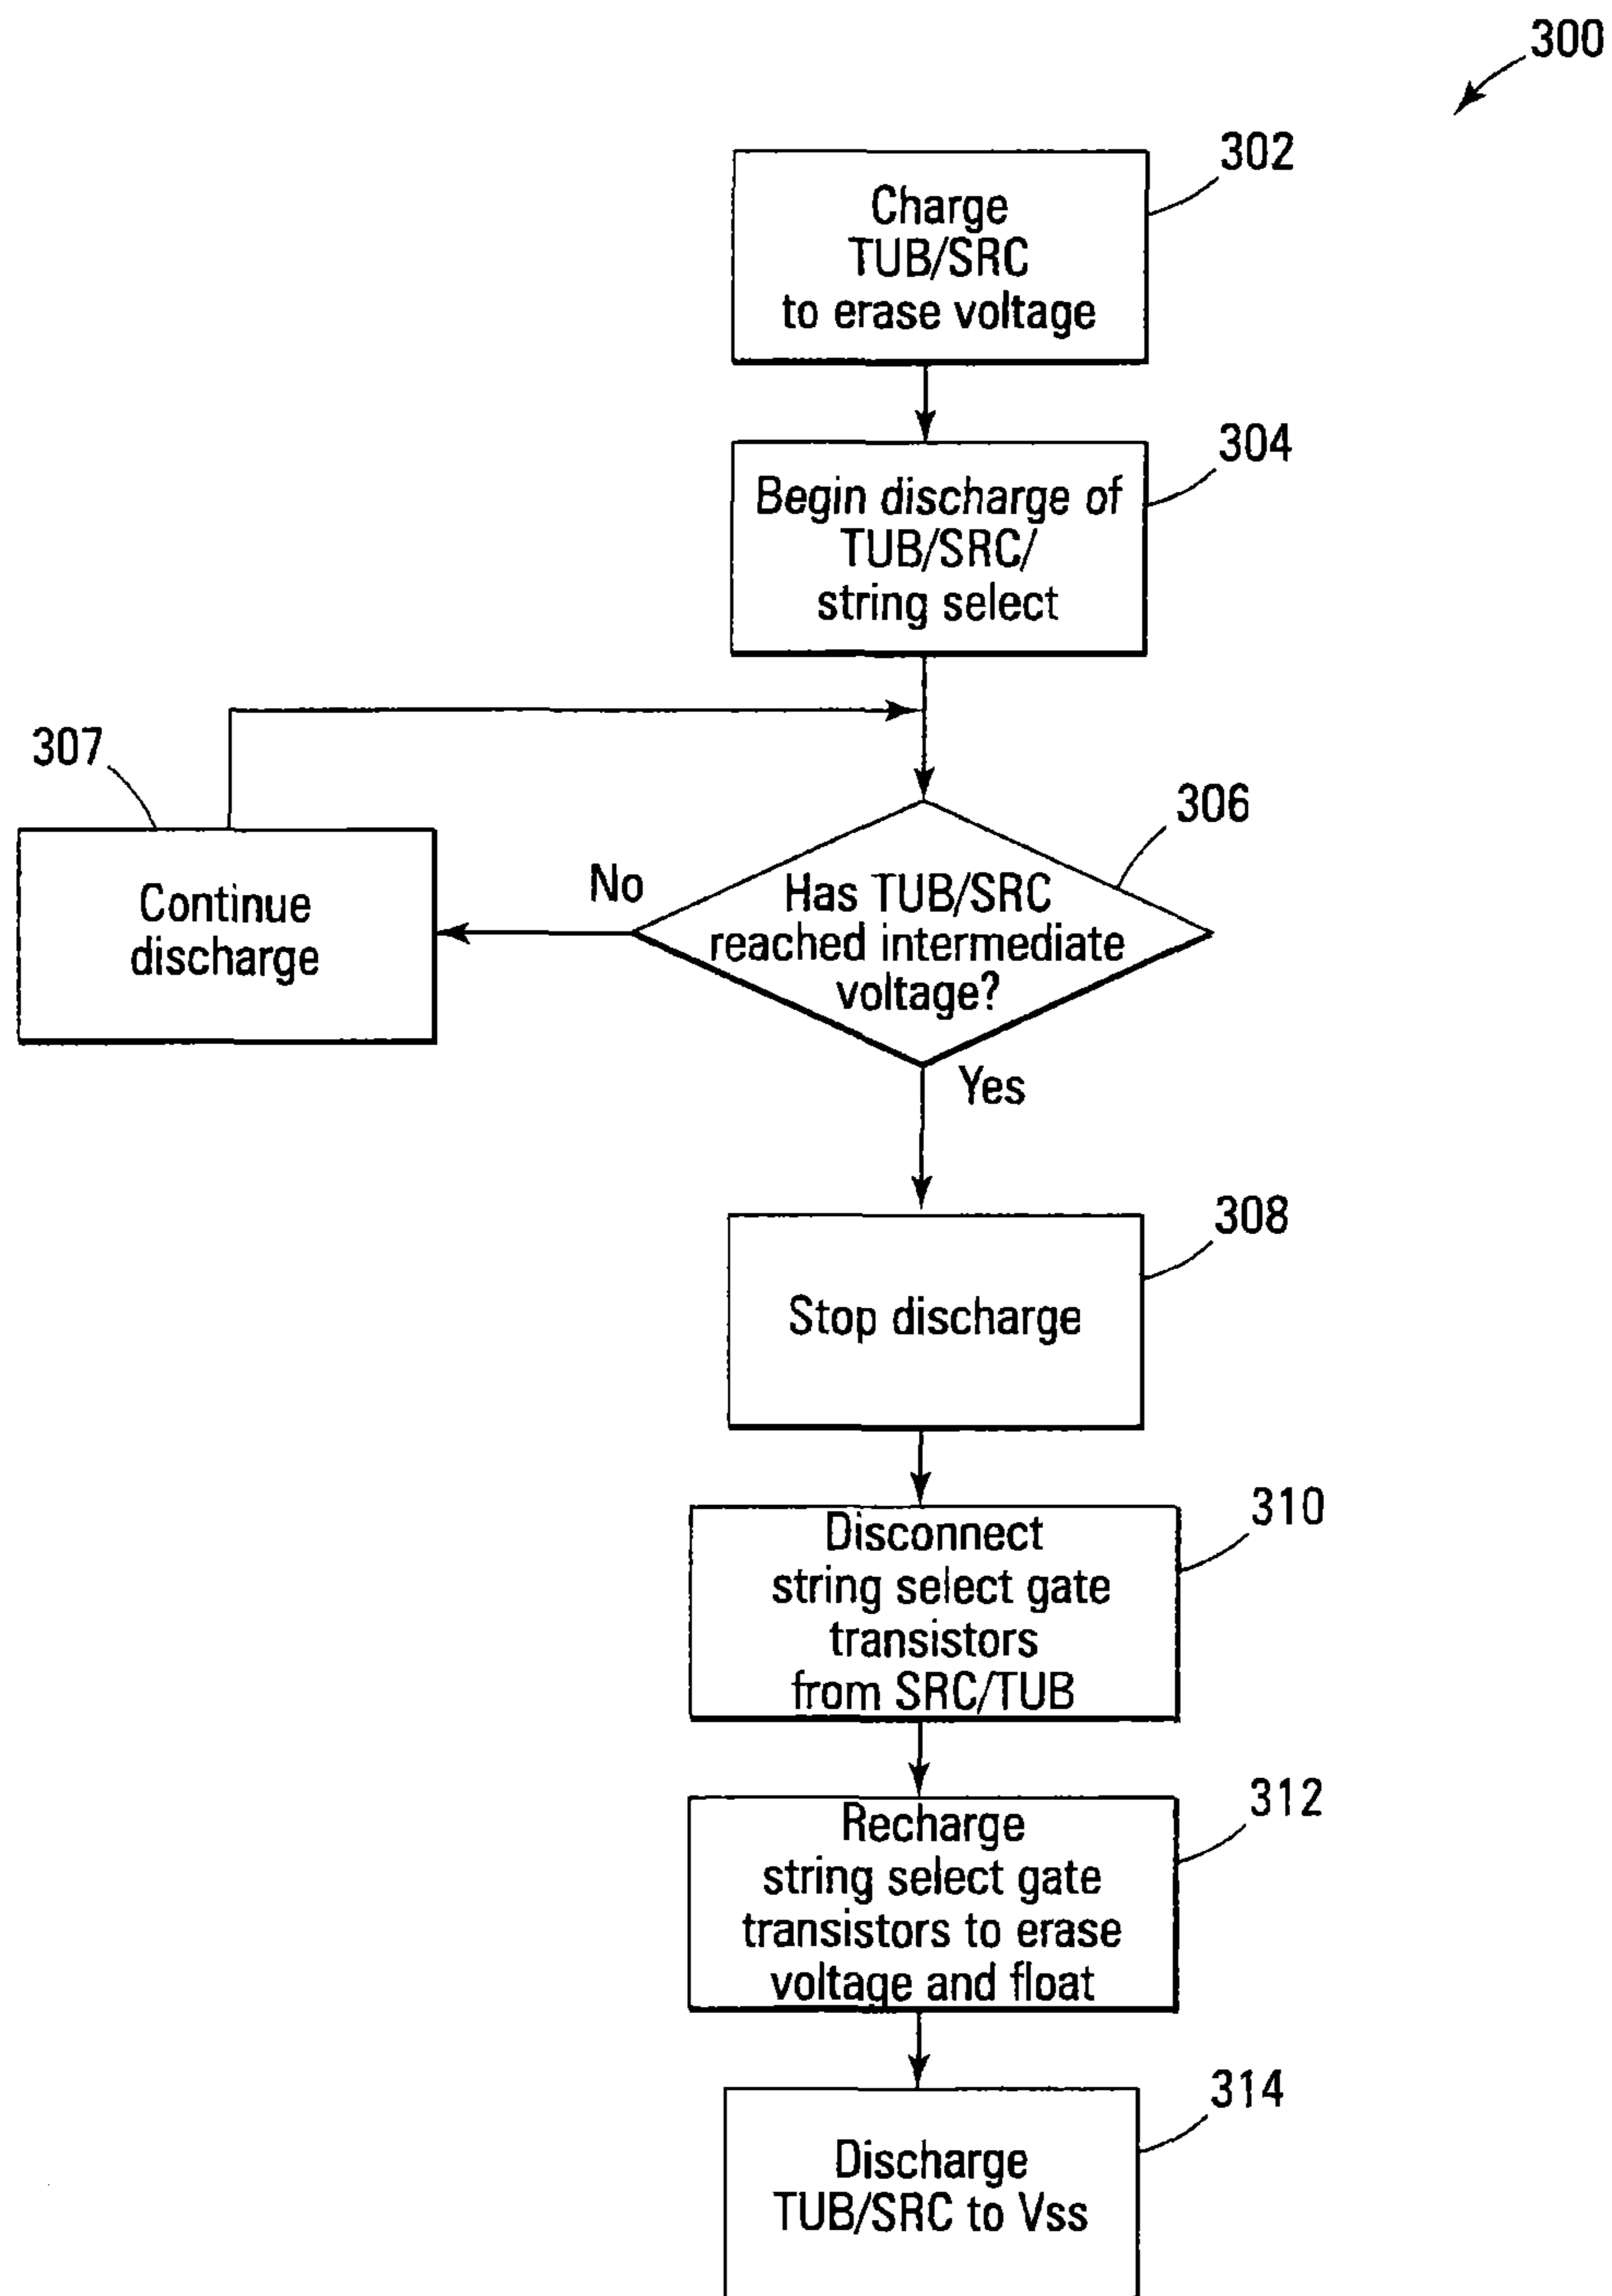 300
302
Charge
TUB/SRC
to erase voltage
304
Begin discharge of
TUB/SRC/
string select
307
Continue
discharge
No
306
Has TUB/SRC
reached intermediate
voltage?
Yes
308
Stop discharge
310
Disconnect
string select gate
transistors
from SRC/TUB
312
Recharge
string select gate
transistors to erase
voltage and float
314
Discharge
TUB/SRC to Vss